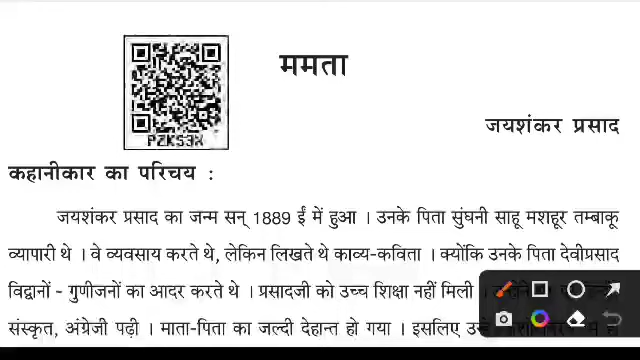 ममता
PZKS3X
जयशंकर प्रसाद
कहानीकार का परिचय :
जयशंकर प्रसाद का जन्म सन् 1889 ईं में हुआ । उनके पिता सुंघनी साहू मशहूर तम्बाकू
व्यापारी थे । वे व्यवसाय करते थे, लेकिन लिखते थे काव्य-कविता । क्योंकि उनके पिता देवीप्रसाद
विद्वानों - गुणीजनों का आदर करते थे । प्रसादजी को उच्च शिक्षा नहीं मिली ।
संस्कृत, अंग्रेजी पढ़ी । माता-पिता का जल्दी देहान्त हो गया । इसलिए